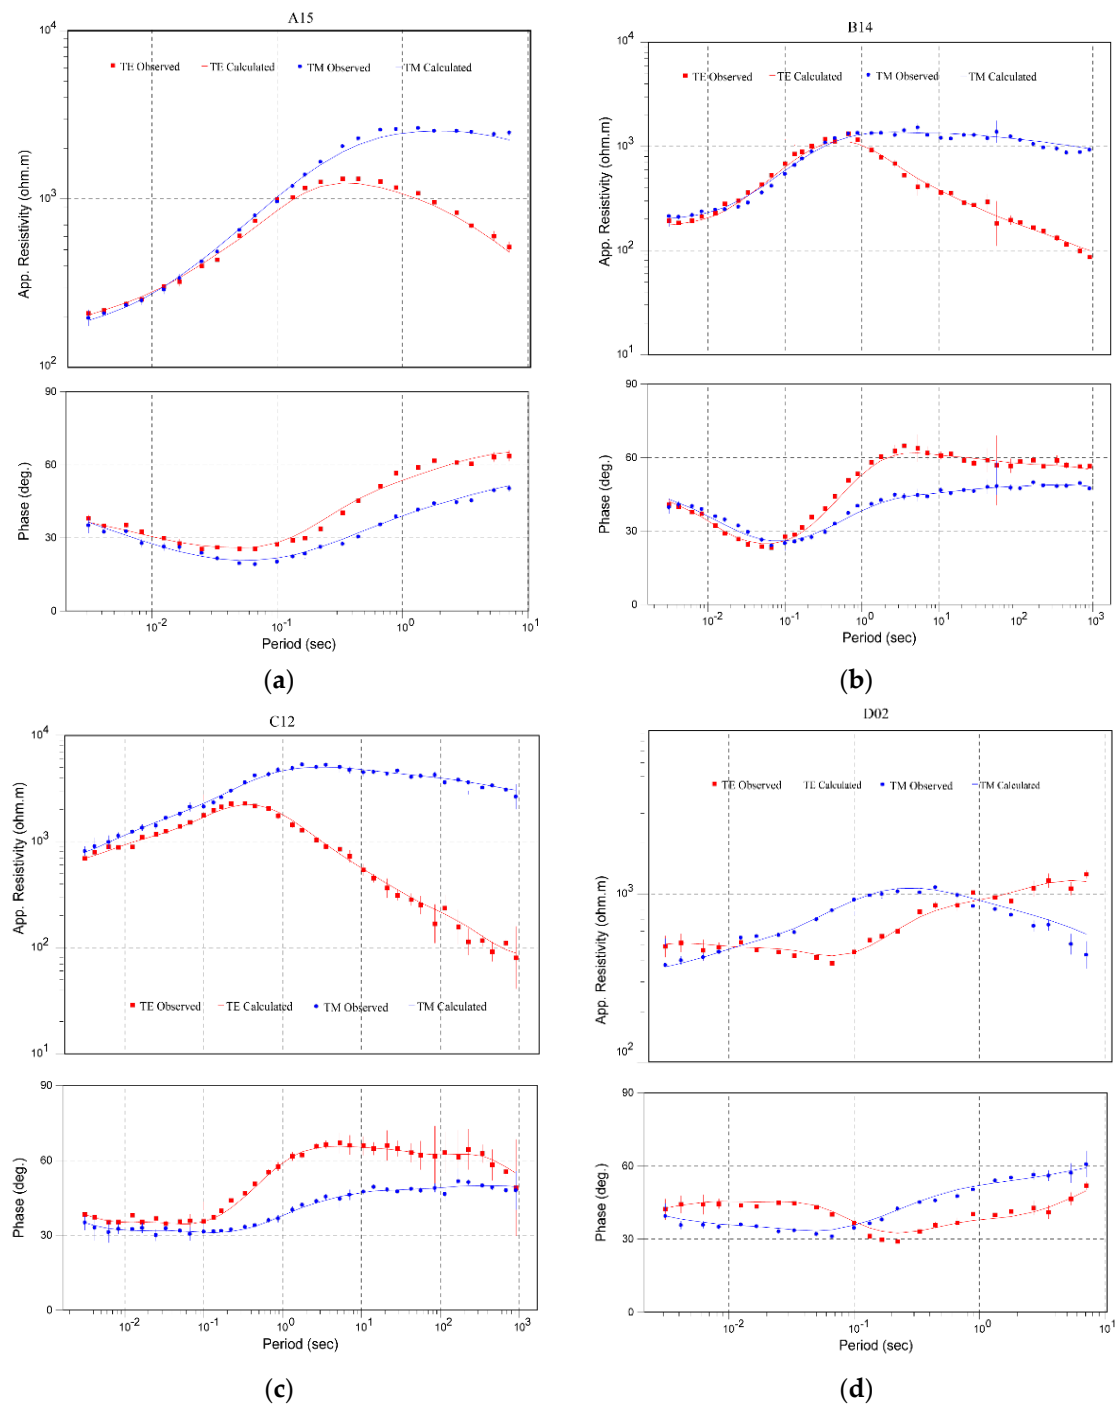 A15
10^4
TE Observed TE Calculated TM Observed TM Calculated
App. Resistivity (ohm.m)
10^3
10^2
90
60
30
0
Phase (deg.)
10^-2 10^-1 10^0 10^1
Period (sec)
(a)
B14
10^4
TE Observed TE Calculated TM Observed TM Calculated
App. Resistivity (ohm.m)
10^3
10^2
10^1
90
60
30
0
Phase (deg.)
10^-2 10^-1 10^0 10^1 10^2 10^3
Period (sec)
(b)
C12
10^4
App. Resistivity (ohm.m)
10^3
10^2
TE Observed TE Calculated TM Observed TM Calculated
10^1
90
60
30
0
Phase (deg.)
10^-2 10^-1 10^0 10^1 10^2 10^3
Period (sec)
(c)
D02
TE Observed TE Calculated TM Observed TM Calculated
App. Resistivity (ohm.m)
10^3
10^2
90
60
30
0
Phase (deg.)
10^-2 10^-1 10^0 10^1
Period (sec)
(d)